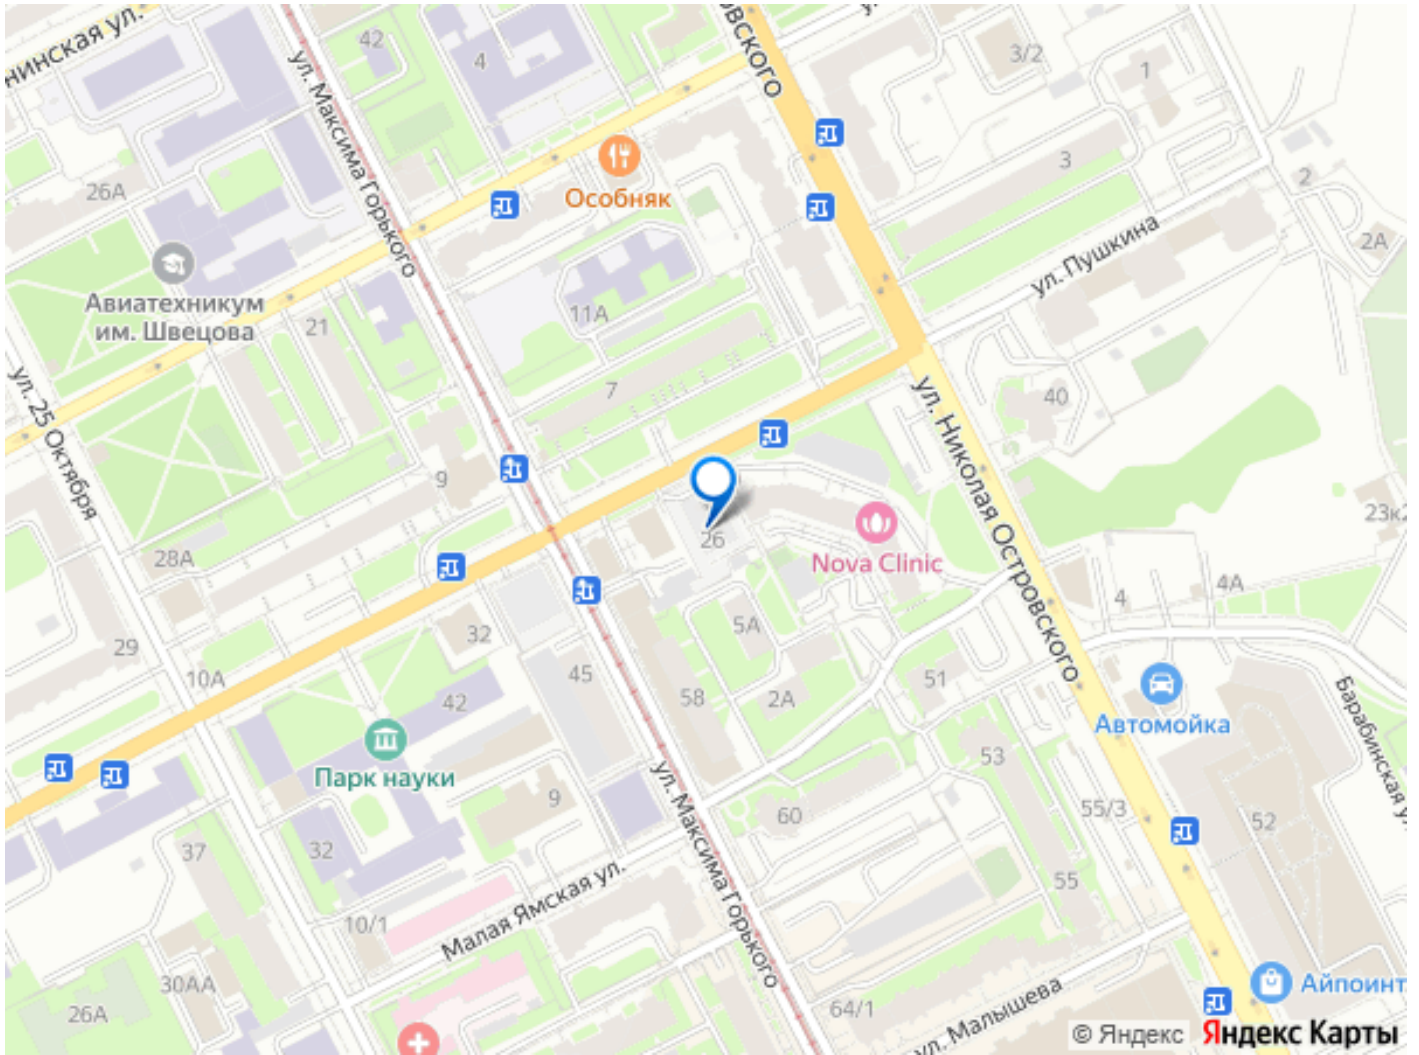 нинская ул.
42
4
вского
3/2
1
ул. Максима Горького
Особняк
3
2
26А
2А
ул. Пушкина
Авиатехникум
им. Швецова
21
11А
7
40
ул. 25 Октября
ул. Николая Островского
9
28А
26
Nova Clinic
23к2
4
4А
5А
32
29
10А
45
58
2А
51
42
Барабинская ул.
Автомойка
Парк науки
53
9
60
55/3
52
37
32
ул. Максима Горького
55
Малая Ямская ул.
10/1
30АА
26А
64/1
ул. Малышева
Айпоинт
© Яндекс Яндекс Карты